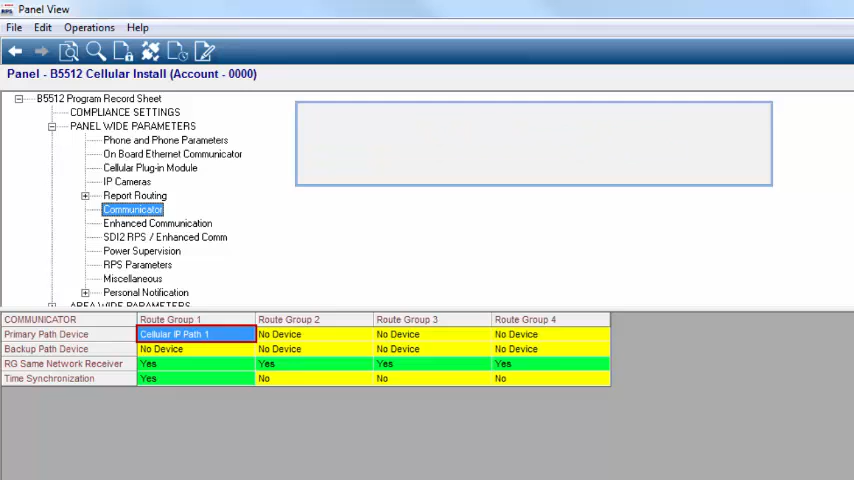 RPS Panel View
File Edit Operations Help
Panel - B5512 Cellular Install (Account - 0000)
B5512 Program Record Sheet
COMPLIANCE SETTINGS
PANEL WIDE PARAMETERS
Phone and Phone Parameters
On Board Ethernet Communicator
Cellular Plug-in Module
IP Cameras
Report Routing
Communicator
Enhanced Communication
SDI2 RPS / Enhanced Comm
Power Supervision
RPS Parameters
Miscellaneous
Personal Notification
AREA WIDE PARAMETERS
COMMUNICATOR Route Group 1 Route Group 2 Route Group 3 Route Group 4
Primary Path Device Cellular IP Path 1 No Device No Device No Device
Backup Path Device No Device No Device No Device No Device
RG Same Network Receiver Yes Yes Yes Yes
Time Synchronization Yes No No No